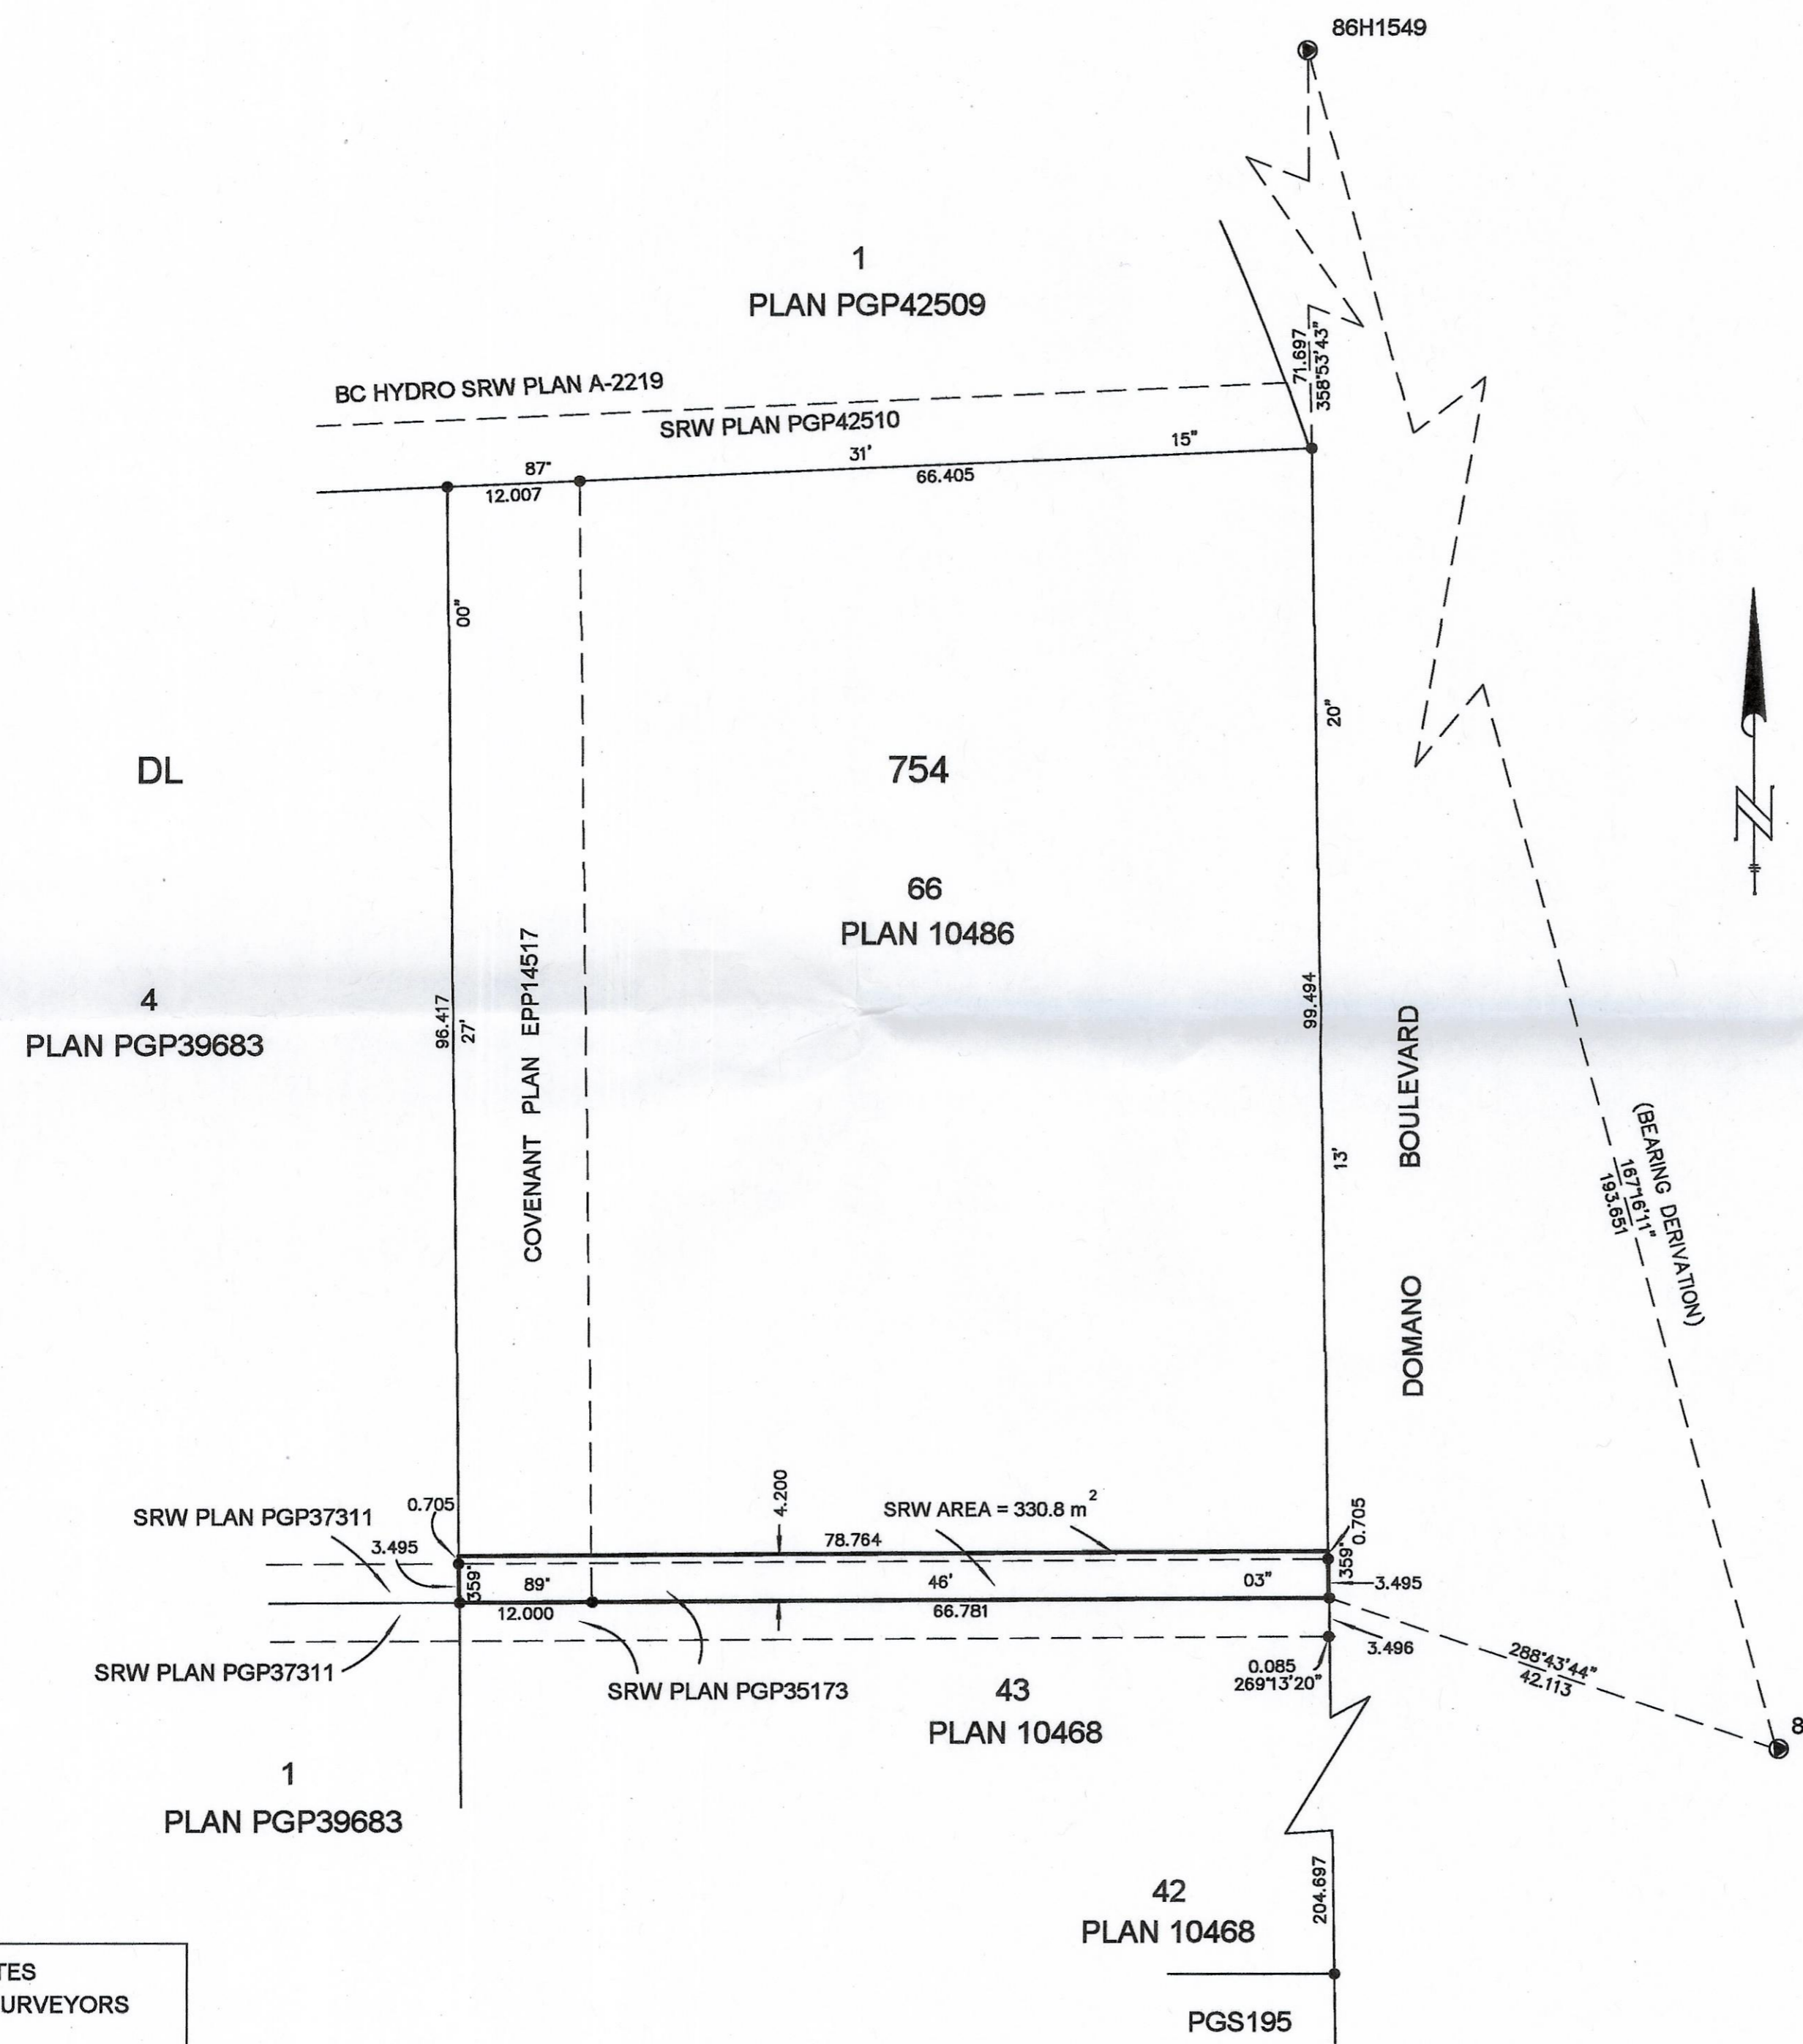 86H1549
1
PLAN PGP42509
71.697
358°53'43"
BC HYDRO SRW PLAN A-2219
SRW PLAN PGP42510
87°
31'
15"
12.007
66.405
00"
20"
DL
754
66
PLAN 10486
4
PLAN PGP39683
96.417
27'
COVENANT PLAN EPP14517
99.494
13'
DOMANO BOULEVARD
(BEARING DERIVATION)
167°16'11"
193.651
N
SRW PLAN PGP37311
0.705
3.495
359°
4.200
SRW AREA = 330.8 m2
78.764
0.705
359°
89°
46'
03"
3.495
12.000
66.781
3.496
SRW PLAN PGP37311
SRW PLAN PGP35173
0.085
269°13'20"
288°43'44"
42.113
43
PLAN 10468
8
1
PLAN PGP39683
42
PLAN 10468
204.697
TES
URVEYORS
PGS195